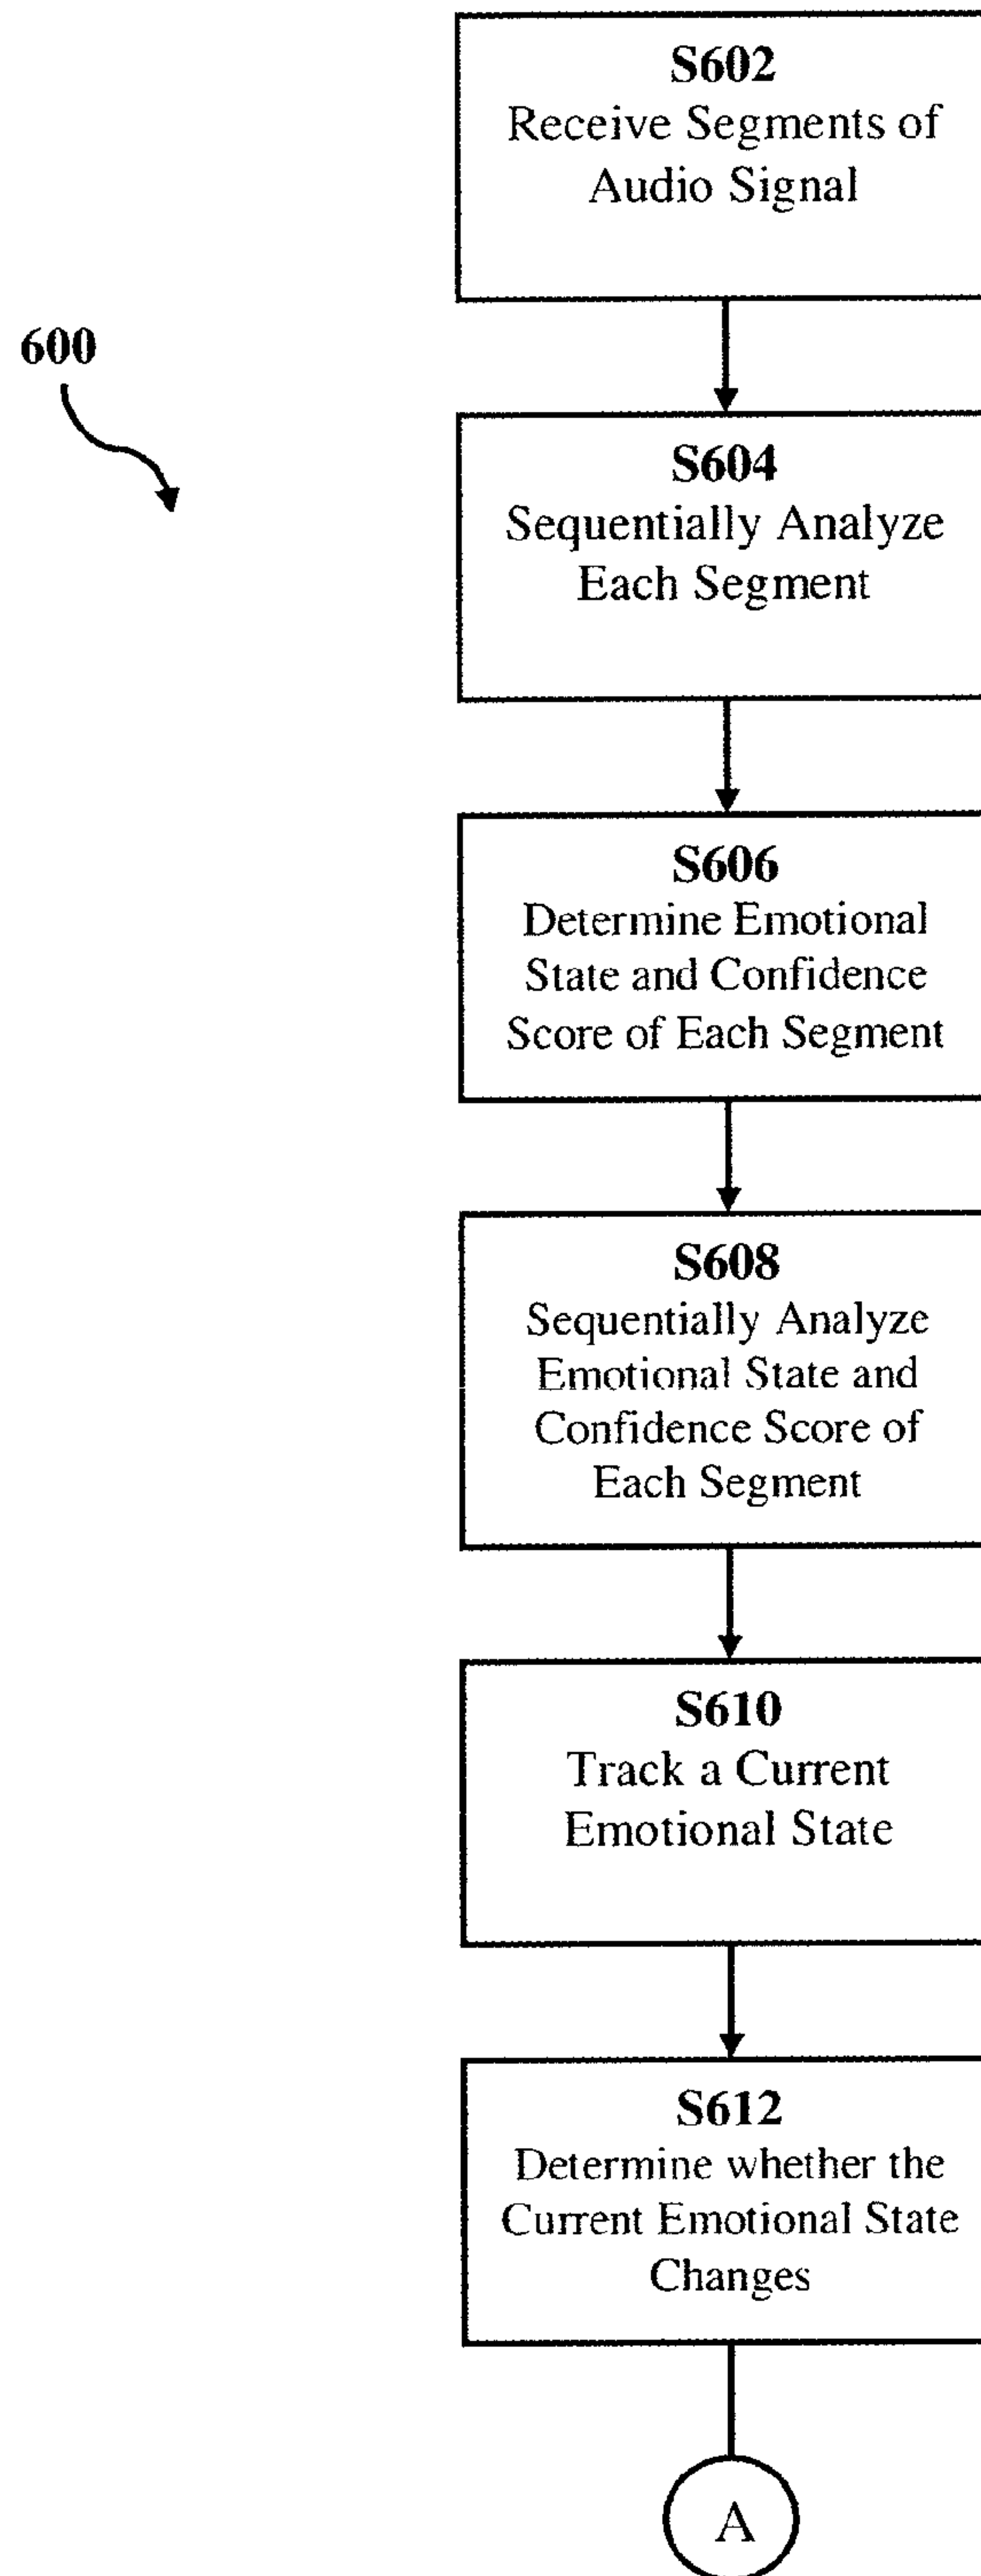 S602
Receive Segments of
Audio Signal
600
S604
Sequentially Analyze
Each Segment
S606
Determine Emotional
State and Confidence
Score of Each Segment
S608
Sequentially Analyze
Emotional State and
Confidence Score of
Each Segment
S610
Track a Current
Emotional State
S612
Determine whether the
Current Emotional State
Changes
A